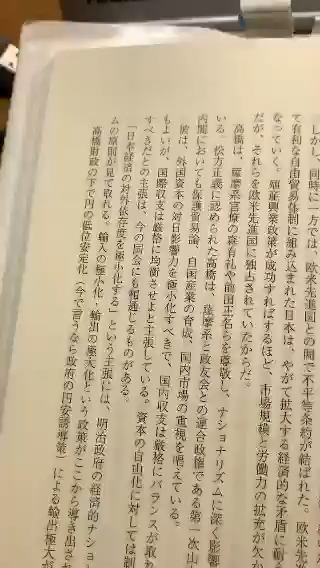 しかし、同時に一方では、欧米先進国との間で不平等条約が結ばれた。欧米先進
て有利な自由貿易体制に組み込まれた日本は、やがて拡大する経済的な矛盾に耐
なっていく。殖産興業政策が成功すればするほど、市場規模と労働力の拡充が欠か
だが、それらを欧米先進国に独占されていたからだ。
高橋は、薩摩系官僚の森有礼や前田正名らを尊敬し、ナショナリズムに深く影響
いる。松方正義に認められた高橋は、薩摩系と政友会との連合政権である第一次山
内閣においても保護貿易論、自国産業の育成、国内市場の重視を唱えている。
彼は、外国資本の対日影響力を極小化すべきで、国内収支は厳格にバランスが取れ
もよいが、国際収支は厳格に均衡させよと主張している。資本の自由化に対しては制
すべきだとの主張は、今の国会にも相通じるものがある。
「日本経済の対外依存度を極小化する」という主張には、明治政府の経済的ナショ
ムの原則が見て取れる。輸入の極小化・輸出の極大化という政策がここから導き出さ
高橋財政の下で円の低位安定化（今で言うなら政府の円安誘導策）による輸出極大が